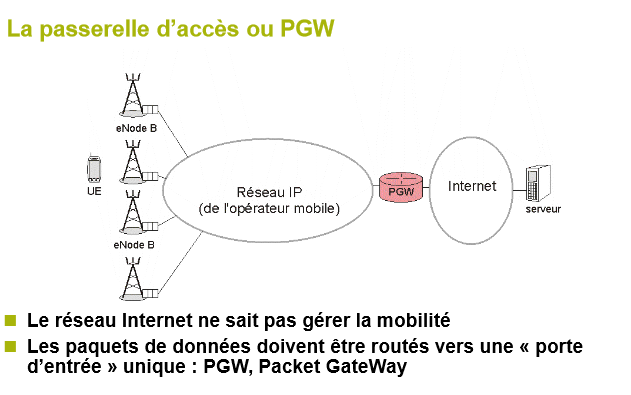 La passerelle d'accès ou PGW
eNode B
UE
eNode B
Réseau IP
(de l'opérateur mobile)
PGW
Internet
serveur
Le réseau Internet ne sait pas gérer la mobilité
Les paquets de données doivent être routés vers une « porte
d'entrée » unique : PGW, Packet GateWay